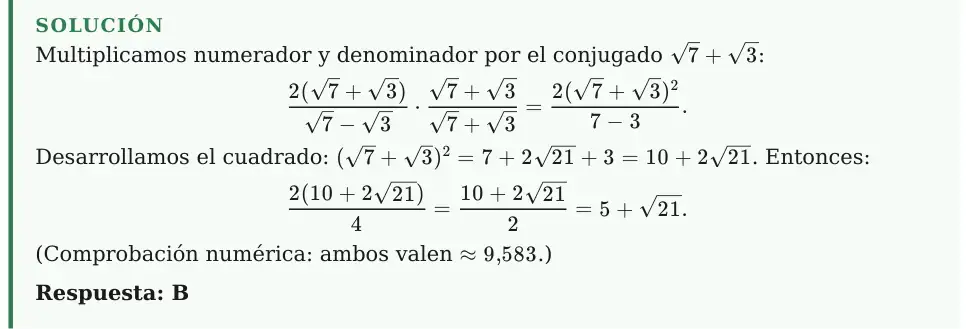 SOLUCIÓN
Multiplicamos numerador y denominador por el conjugado √7 + √3:
2(√7 + √3)/(√7 − √3) · (√7 + √3)/(√7 + √3) = 2(√7 + √3)²/(7 − 3).
Desarrollamos el cuadrado: (√7 + √3)² = 7 + 2√21 + 3 = 10 + 2√21. Entonces:
2(10 + 2√21)/4 = (10 + 2√21)/2 = 5 + √21.
(Comprobación numérica: ambos valen ≈ 9,583.)
Respuesta: B